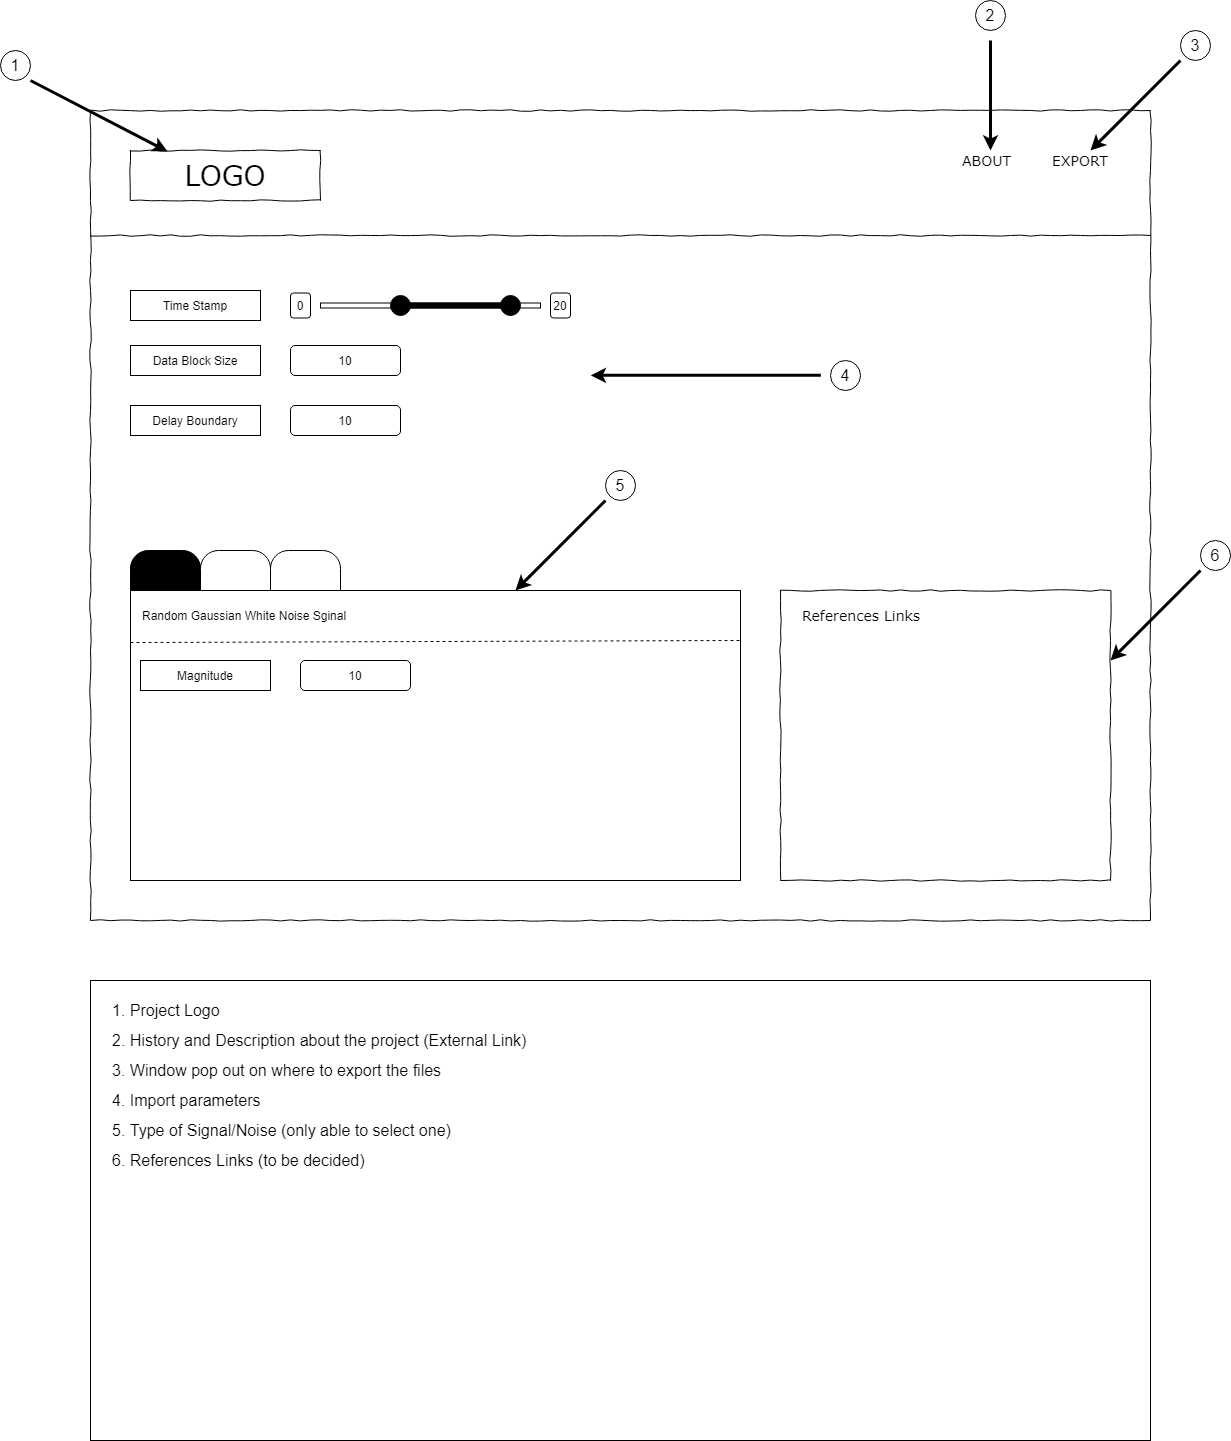 2
3
1
LOGO
ABOUT
EXPORT
Time Stamp
0
20
Data Block Size
10
4
Delay Boundary
10
5
6
Random Gaussian White Noise Sginal
References Links
Magnitude
10
1. Project Logo
2. History and Description about the project (External Link)
3. Window pop out on where to export the files
4. Import parameters
5. Type of Signal/Noise (only able to select one)
6. References Links (to be decided)